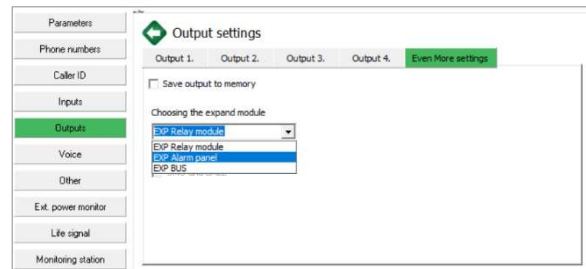 Parameters
Phone numbers
Caller ID
Inputs
Outputs
Voice
Other
Ext. power monitor
Life signal
Monitoring station
Output settings
Output 1.
Output 2.
Output 3.
Output 4.
Even More settings
Save output to memory
Choosing the expand module
EXP Relay module
EXP Relay module
EXP Alarm panel
EXP BUS